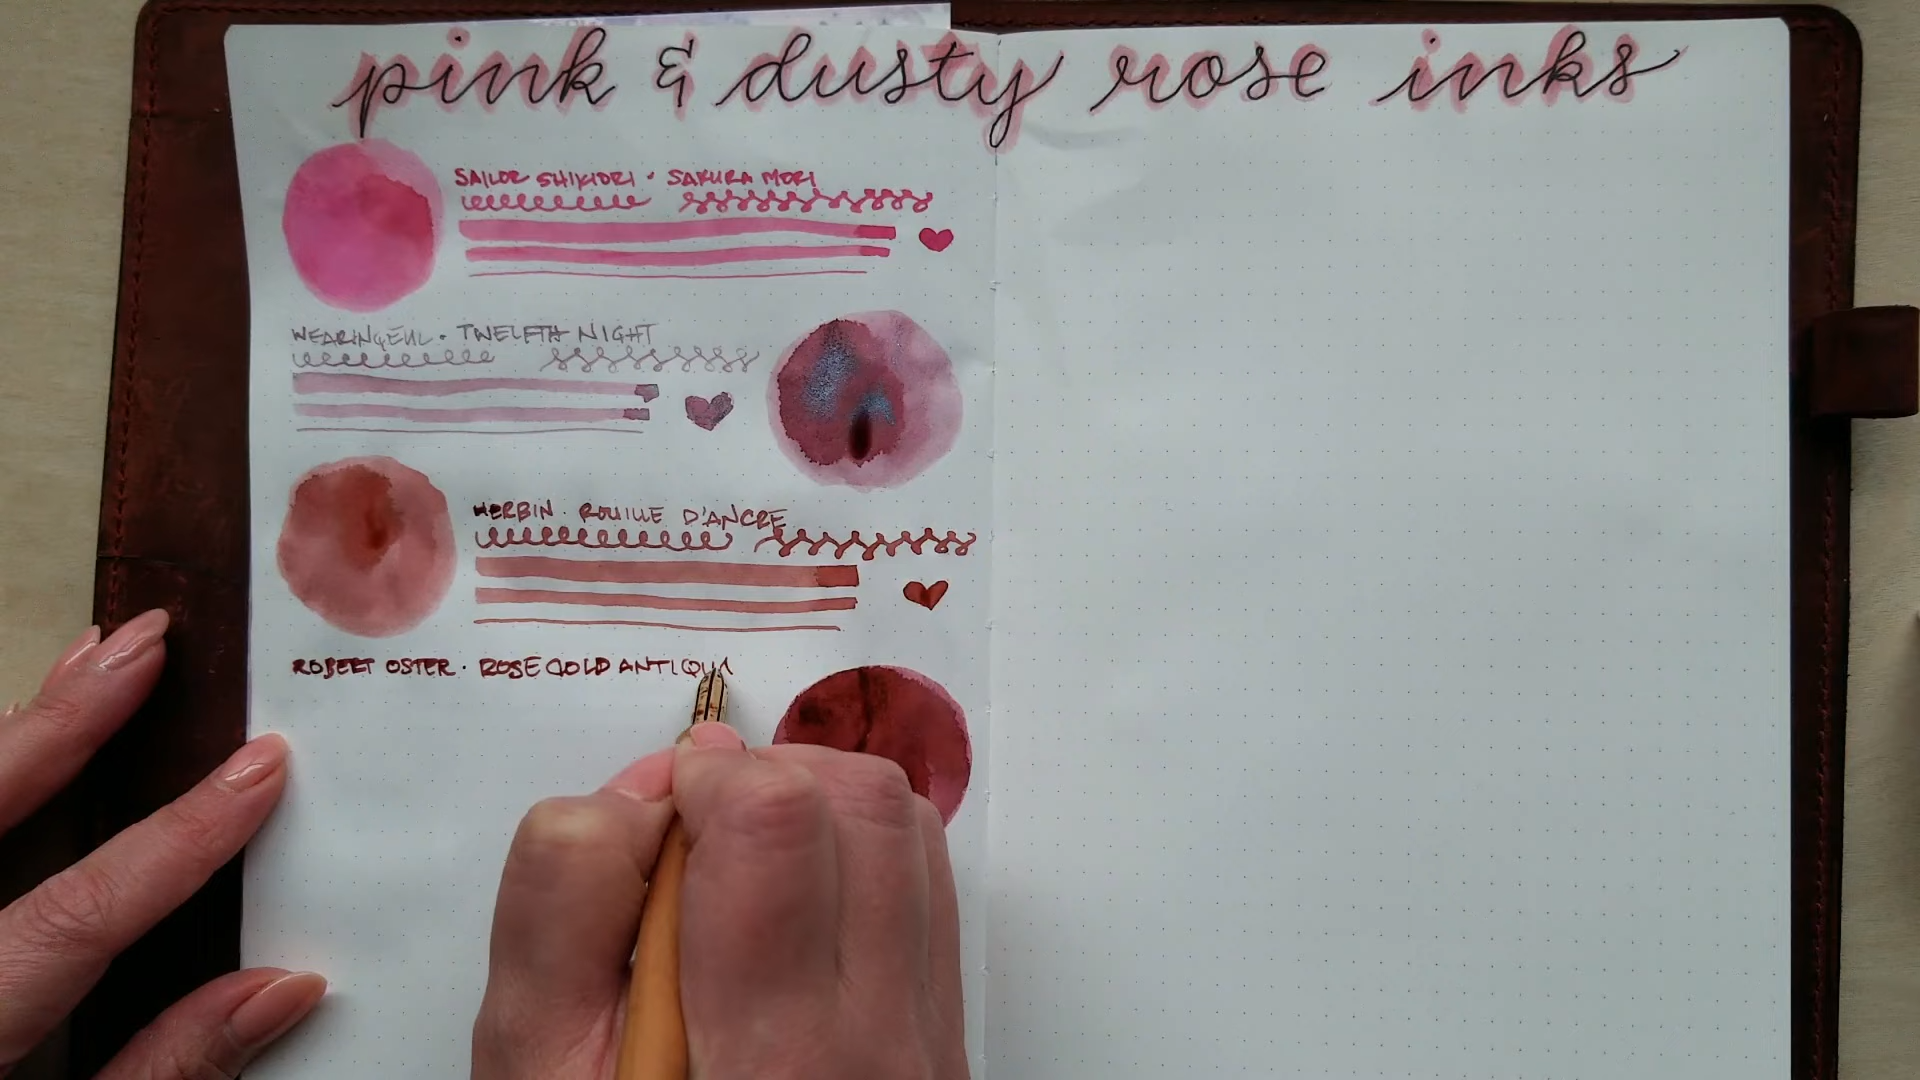 pink & dusty rose inks
SAILOR SHIKIORI · SAKURA MORI
WEARINGEUL · TWELFTH NIGHT
HERBIN · ROUILLE D'ANCRE
ROBERT OSTER · ROSE GOLD ANTIQUA